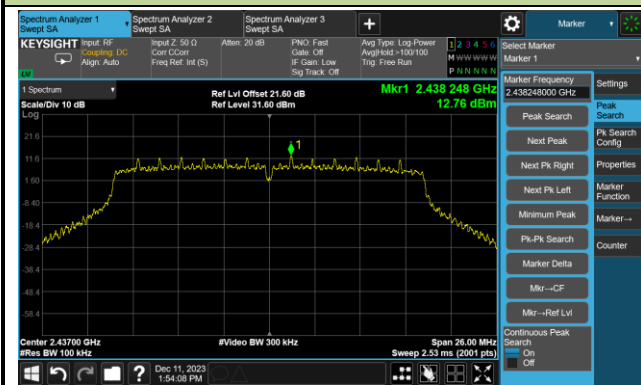 Spectrum Analyzer 1
Swept SA
Spectrum Analyzer 2
Swept SA
Spectrum Analyzer 3
Swept SA
+
Marker
KEYSIGHT
Input: RF
Coupling: DC
Align: Auto
Input Z: 50 Ω
Corr CCorr
Freq Ref: Int (S)
Atten: 20 dB
PNO: Fast
Gate: Off
IF Gain: Low
Sig Track: Off
Avg Type: Log-Power
Avg|Hold:>100/100
Trig: Free Run
1 2 3 4 5 6
M W W W W W
P N N N N N
LV
Select Marker
Marker 1
1 Spectrum
Scale/Div 10 dB
Log
Ref Lvl Offset 21.60 dB
Ref Level 31.60 dBm
Mkr1 2.438 248 GHz
12.76 dBm
1
21.6
11.6
1.60
-8.40
-18.4
-28.4
-38.4
-48.4
-58.4
Center 2.43700 GHz
#Res BW 100 kHz
#Video BW 300 kHz
Span 26.00 MHz
Sweep 2.53 ms (2001 pts)
Marker Frequency
2.438248000 GHz
Peak Search
Next Peak
Next Pk Right
Next Pk Left
Minimum Peak
Pk-Pk Search
Marker Delta
Mkr→CF
Mkr→Ref Lvl
Continuous Peak
Search
On
Off
Settings
Peak
Search
Pk Search
Config
Properties
Marker
Function
Marker→
Counter
?
Dec 11, 2023
1:54:08 PM